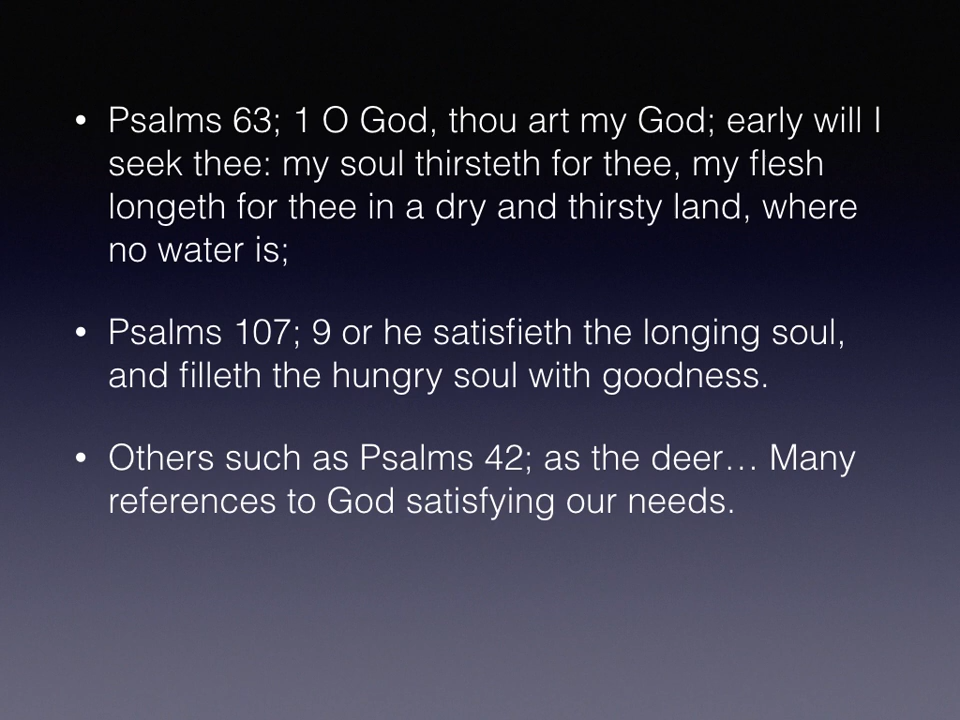 • Psalms 63; 1 O God, thou art my God; early will I
seek thee: my soul thirsteth for thee, my flesh
longeth for thee in a dry and thirsty land, where
no water is;
• Psalms 107; 9 or he satisfieth the longing soul,
and filleth the hungry soul with goodness.
• Others such as Psalms 42; as the deer… Many
references to God satisfying our needs.